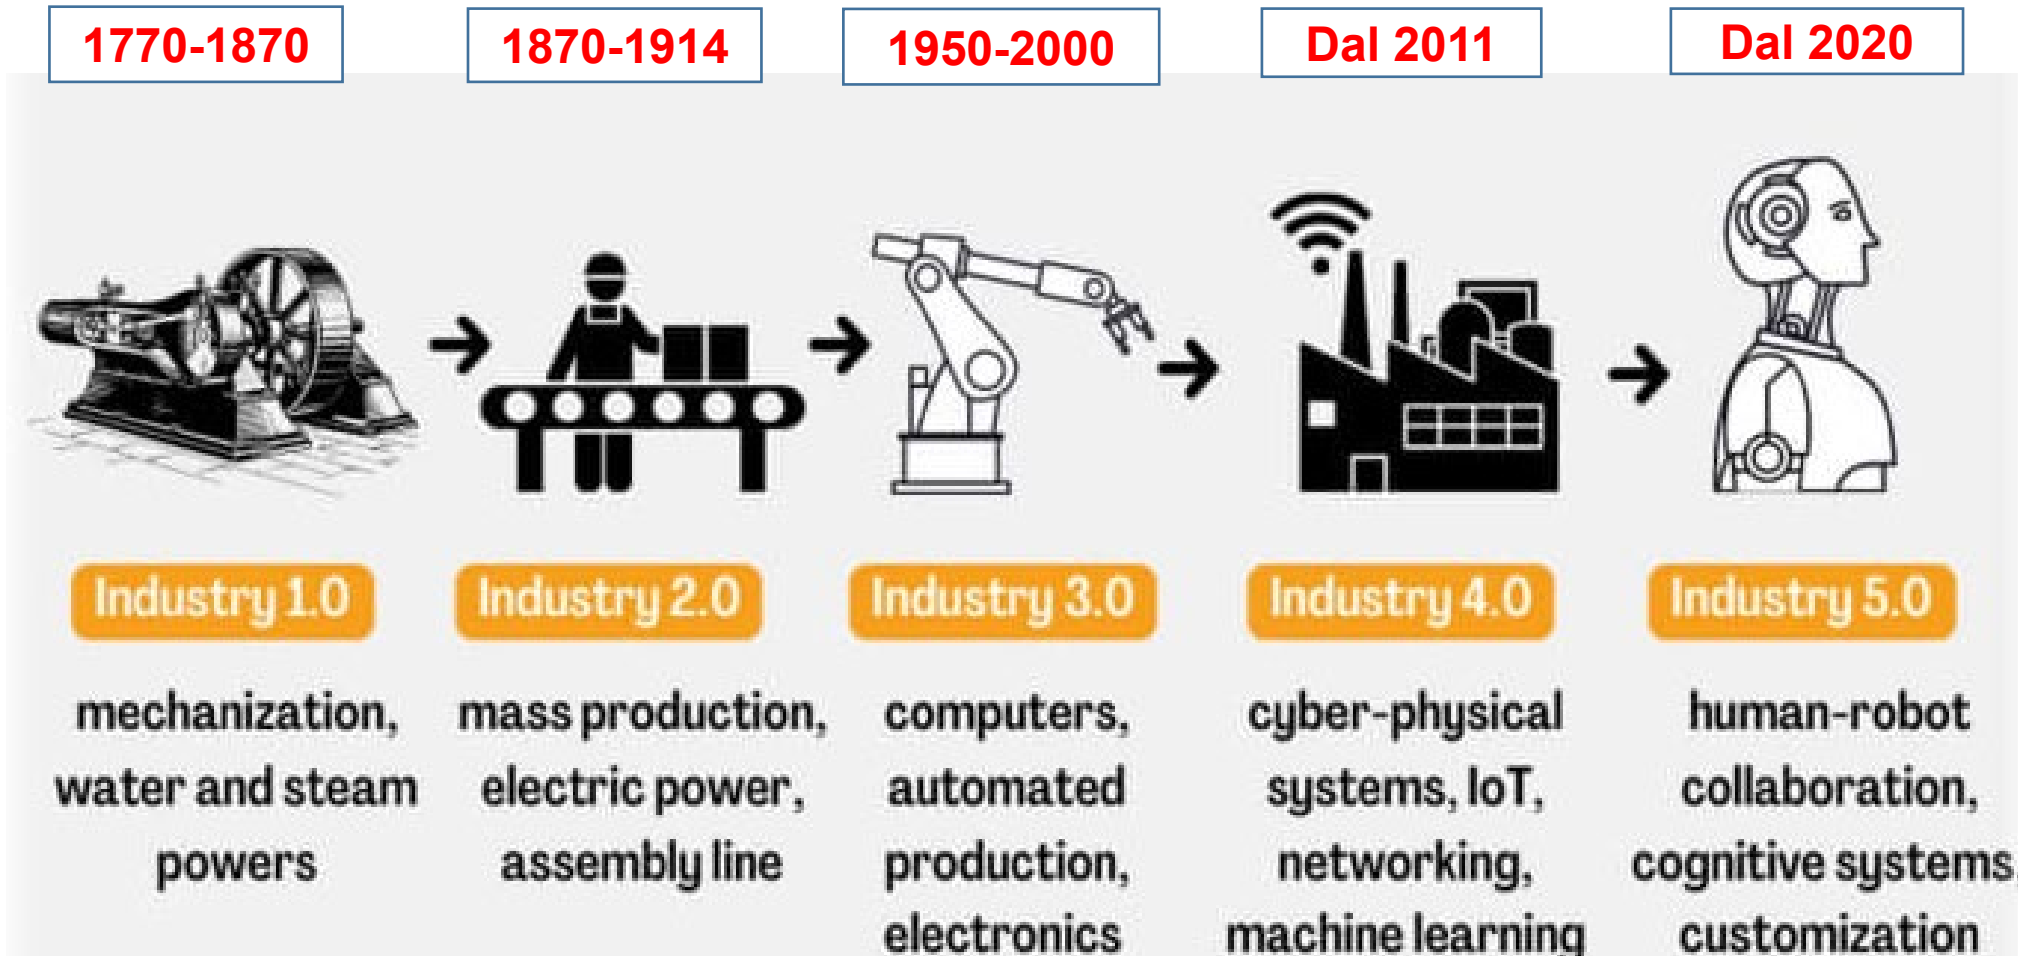 1770-1870
1870-1914
1950-2000
Dal 2011
Dal 2020
Industry 1.0
Industry 2.0
Industry 3.0
Industry 4.0
Industry 5.0
mechanization,
water and steam
powers
mass production,
electric power,
assembly line
computers,
automated
production,
electronics
cyber-physical
systems, IoT,
networking,
machine learning
human-robot
collaboration,
cognitive systems,
customization